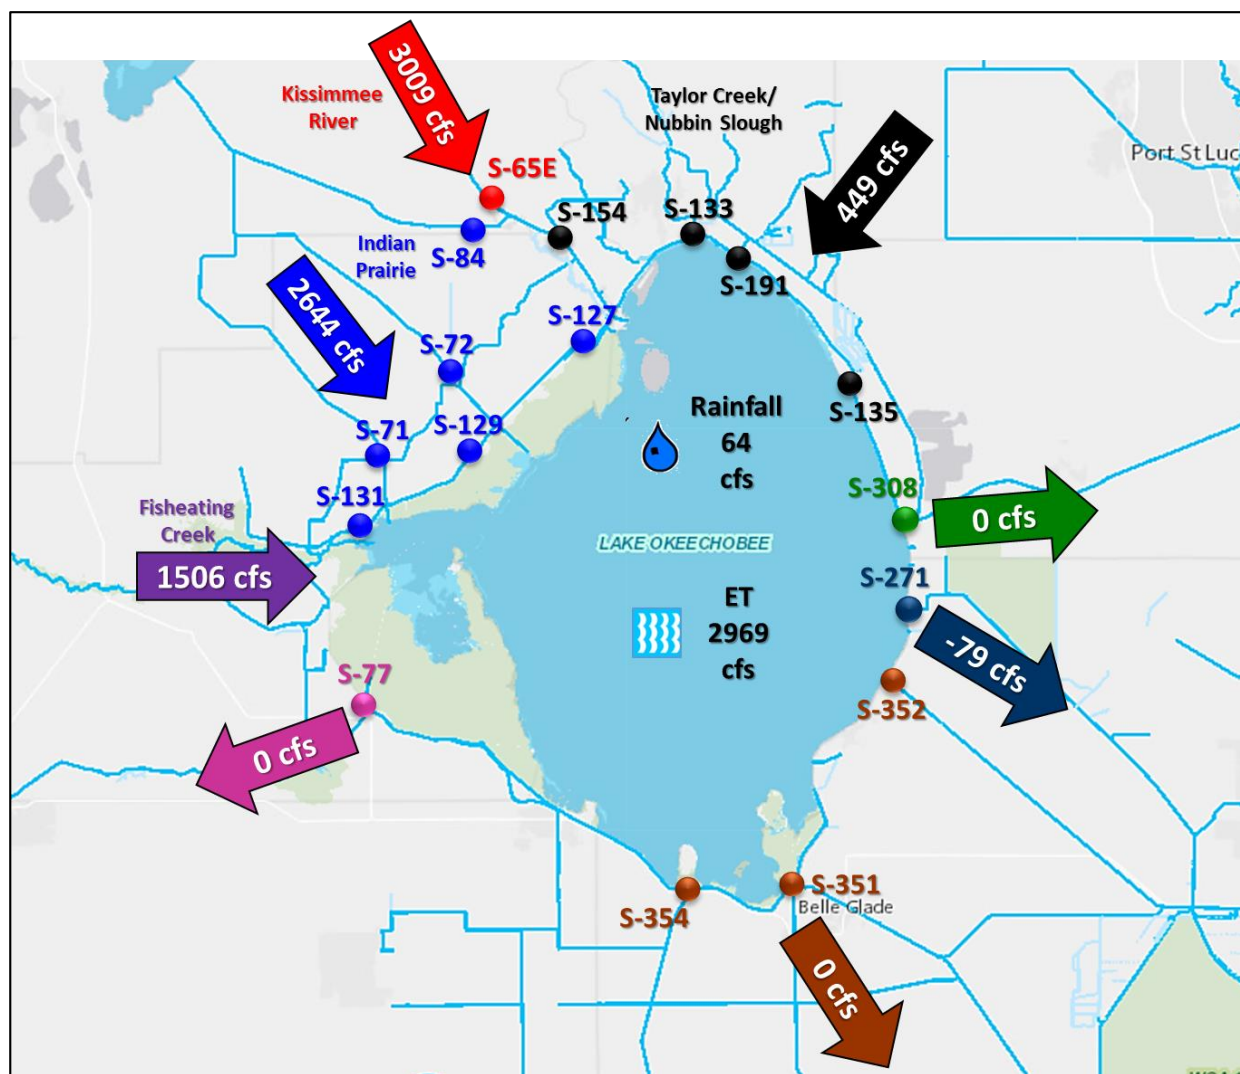 3009 cfs
Kissimmee
River
Taylor Creek/
Nubbin Slough
449 cfs
Port St Luc
S-65E
S-154
S-133
S-84
Indian
Prairie
S-191
2644 cfs
S-127
S-72
S-135
Rainfall
64
cfs
S-71
S-129
S-131
S-308
0 cfs
Fisheating
Creek
1506 cfs
LAKE OKEECHOBEE
S-271
ET
2969
cfs
-79 cfs
S-77
S-352
0 cfs
S-354
S-351
Belle Glade
0 cfs